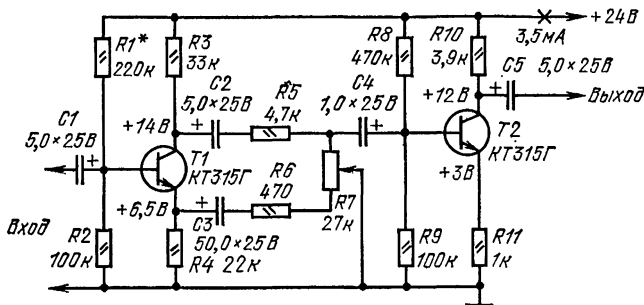 R1*
220к
R3
33к
C2
5,0×25В
R5
4,7к
C4
1,0×25В
R8
470к
R10
3,9к
3,5мА
+24В
C5 5,0×25В
Выход
C1
5,0×25В
+
+14В
+
+
+12В
+
T1
КТ315Г
T2
КТ315Г
R6
470
R7
27к
+3В
+6,5В
+
C3
50,0×25В
Вход
R2
100к
R4 22к
R9
100к
R11
1к